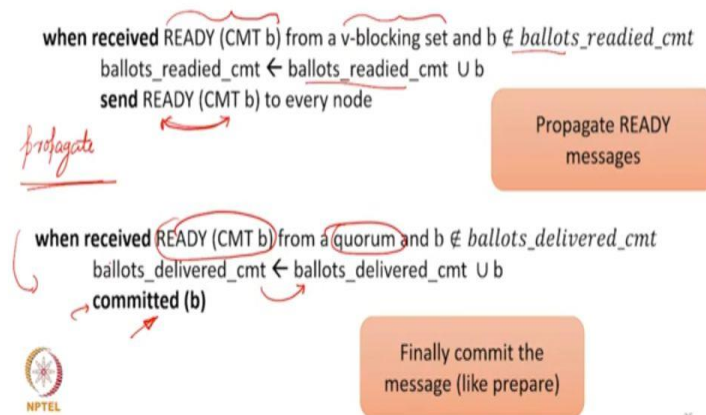 when received READY (CMT b) from a v-blocking set and b ∉ ballots_readied_cmt
ballots_readied_cmt ← ballots_readied_cmt ∪ b
send READY (CMT b) to every node
Propagate READY
messages
propagate
when received READY (CMT b) from a quorum and b ∉ ballots_delivered_cmt
ballots_delivered_cmt ← ballots_delivered_cmt ∪ b
committed (b)
Finally commit the
message (like prepare)
NPTEL